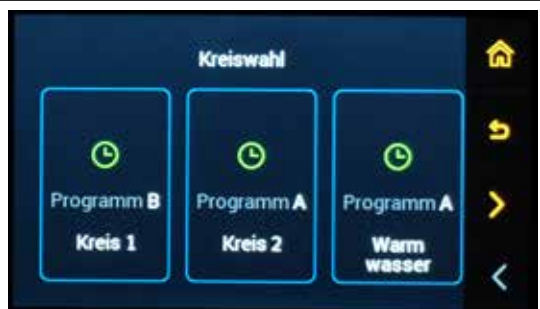 Kreiswahl
Programm B
Kreis 1
Programm A
Kreis 2
Programm A
Warm
wasser